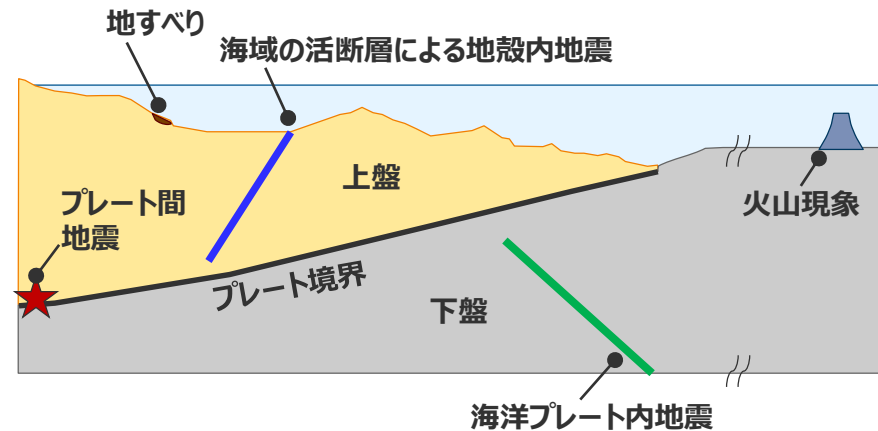 地すべり
海域の活断層による地殻内地震
上盤
プレート間
地震
火山現象
プレート境界
下盤
海洋プレート内地震